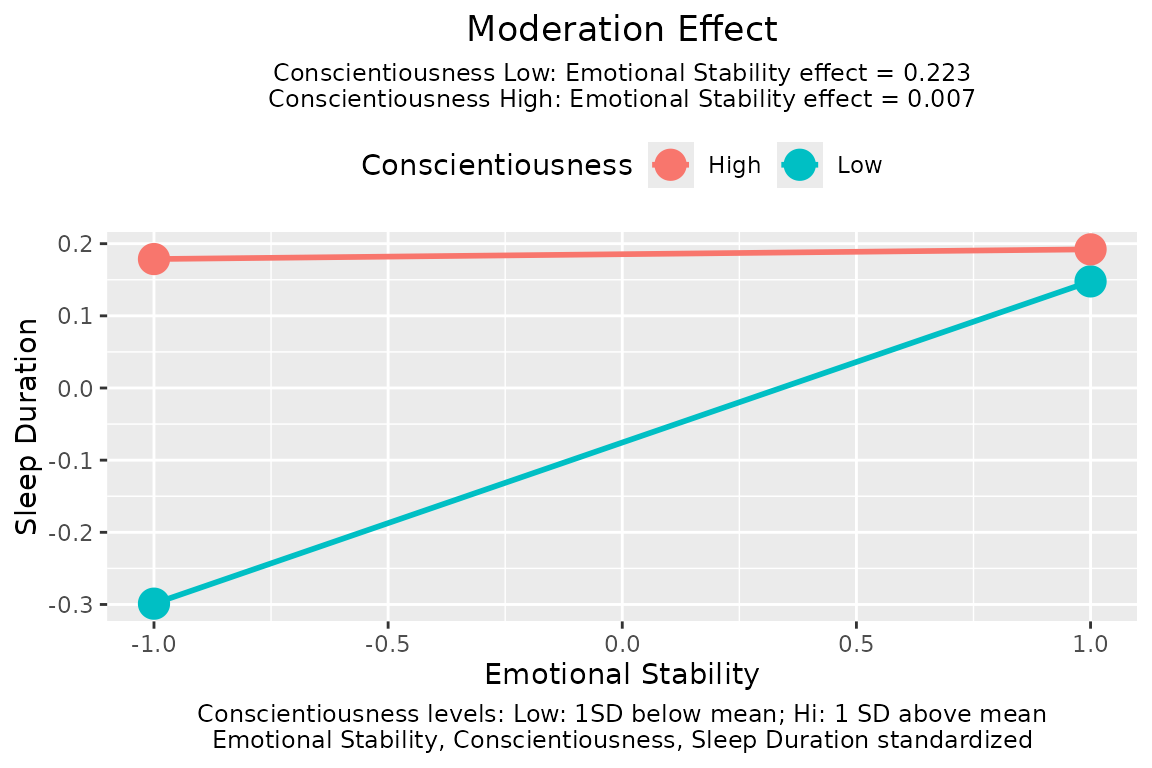 Moderation Effect
Conscientiousness Low: Emotional Stability effect = 0.223
Conscientiousness High: Emotional Stability effect = 0.007
Conscientiousness High Low
0.2
0.1
0.0
-0.1
-0.2
-0.3
Sleep Duration
-1.0 -0.5 0.0 0.5 1.0
Emotional Stability
Conscientiousness levels: Low: 1SD below mean; Hi: 1 SD above mean
Emotional Stability, Conscientiousness, Sleep Duration standardized